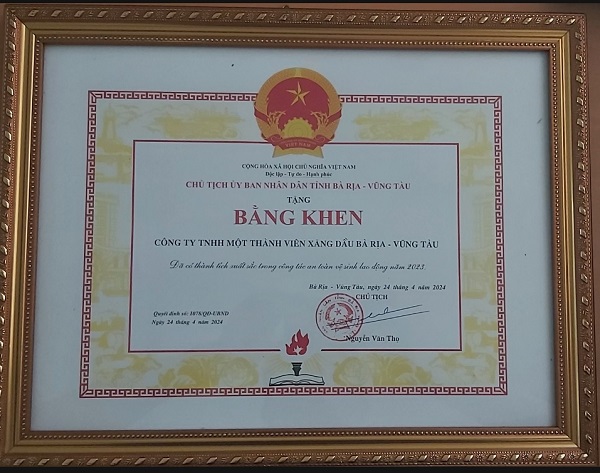 VIỆT NAM
CỘNG HÒA XÃ HỘI CHỦ NGHĨA VIỆT NAM
Độc lập - Tự do - Hạnh phúc
CHỦ TỊCH ỦY BAN NHÂN DÂN TỈNH BÀ RỊA - VŨNG TÀU
TẶNG
BẰNG KHEN
CÔNG TY TNHH MỘT THÀNH VIÊN XĂNG DẦU BÀ RỊA - VŨNG TÀU
Đã có thành tích xuất sắc trong công tác an toàn vệ sinh lao động năm 2023.
Bà Rịa - Vũng Tàu, ngày 24 tháng 4 năm 2024
CHỦ TỊCH
Quyết định số: 1078/QĐ-UBND
Ngày 24 tháng 4 năm 2024
Nguyễn Văn Thọ